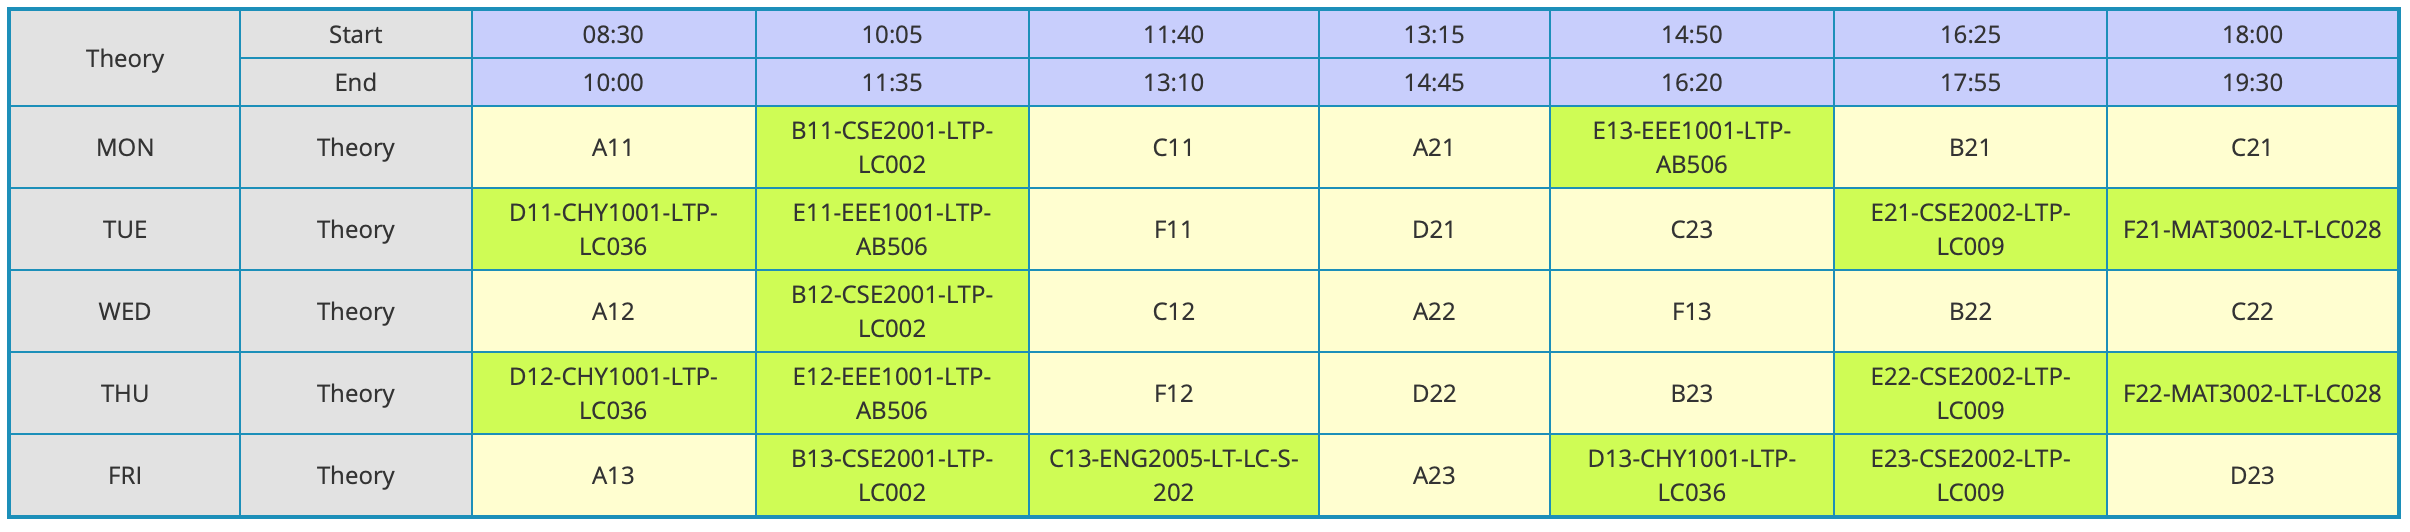 Theory Start 08:30 10:05 11:40 13:15 14:50 16:25 18:00
End 10:00 11:35 13:10 14:45 16:20 17:55 19:30
MON Theory A11 B11-CSE2001-LTP-
LC002 C11 A21 E13-EEE1001-LTP-
AB506 B21 C21
TUE Theory D11-CHY1001-LTP-
LC036 E11-EEE1001-LTP-
AB506 F11 D21 C23 E21-CSE2002-LTP-
LC009 F21-MAT3002-LT-LC028
WED Theory A12 B12-CSE2001-LTP-
LC002 C12 A22 F13 B22 C22
THU Theory D12-CHY1001-LTP-
LC036 E12-EEE1001-LTP-
AB506 F12 D22 B23 E22-CSE2002-LTP-
LC009 F22-MAT3002-LT-LC028
FRI Theory A13 B13-CSE2001-LTP-
LC002 C13-ENG2005-LT-LC-S-
202 A23 D13-CHY1001-LTP-
LC036 E23-CSE2002-LTP-
LC009 D23